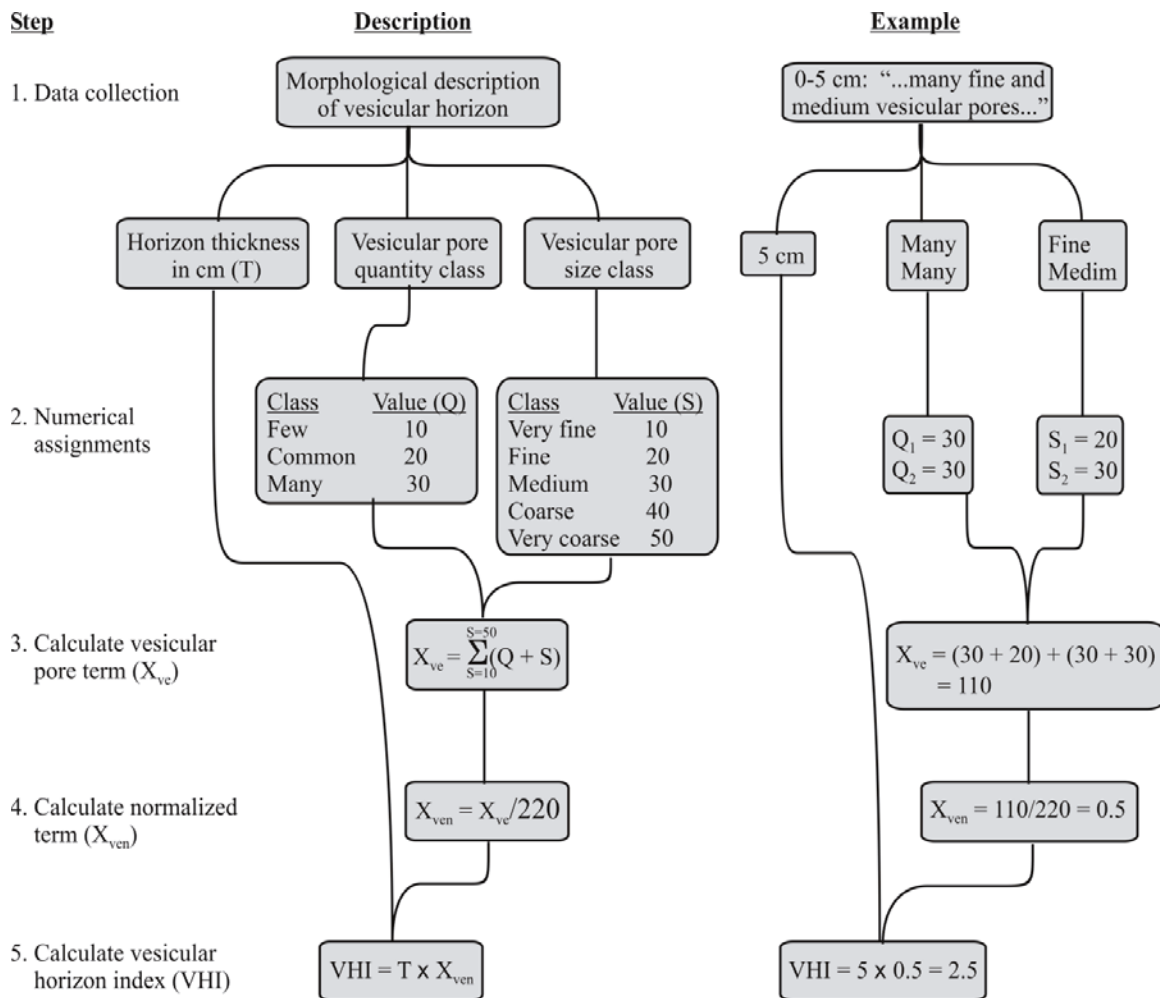 Step
Description
Example
1. Data collection
Morphological description
of vesicular horizon
0-5 cm: “...many fine and
medium vesicular pores...”
Horizon thickness
in cm (T)
Vesicular pore
quantity class
Vesicular pore
size class
5 cm
Many
Many
Fine
Medim
2. Numerical
assignments
Class Value (Q)
Few 10
Common 20
Many 30
Class Value (S)
Very fine 10
Fine 20
Medium 30
Coarse 40
Very coarse 50
Q₁ = 30
Q₂ = 30
S₁ = 20
S₂ = 30
3. Calculate vesicular
pore term (Xve)
S=50
Xve = Σ(Q + S)
S=10
Xve = (30 + 20) + (30 + 30)
= 110
4. Calculate normalized
term (Xven)
Xven = Xve/220
Xven = 110/220 = 0.5
5. Calculate vesicular
horizon index (VHI)
VHI = T x Xven
VHI = 5 x 0.5 = 2.5